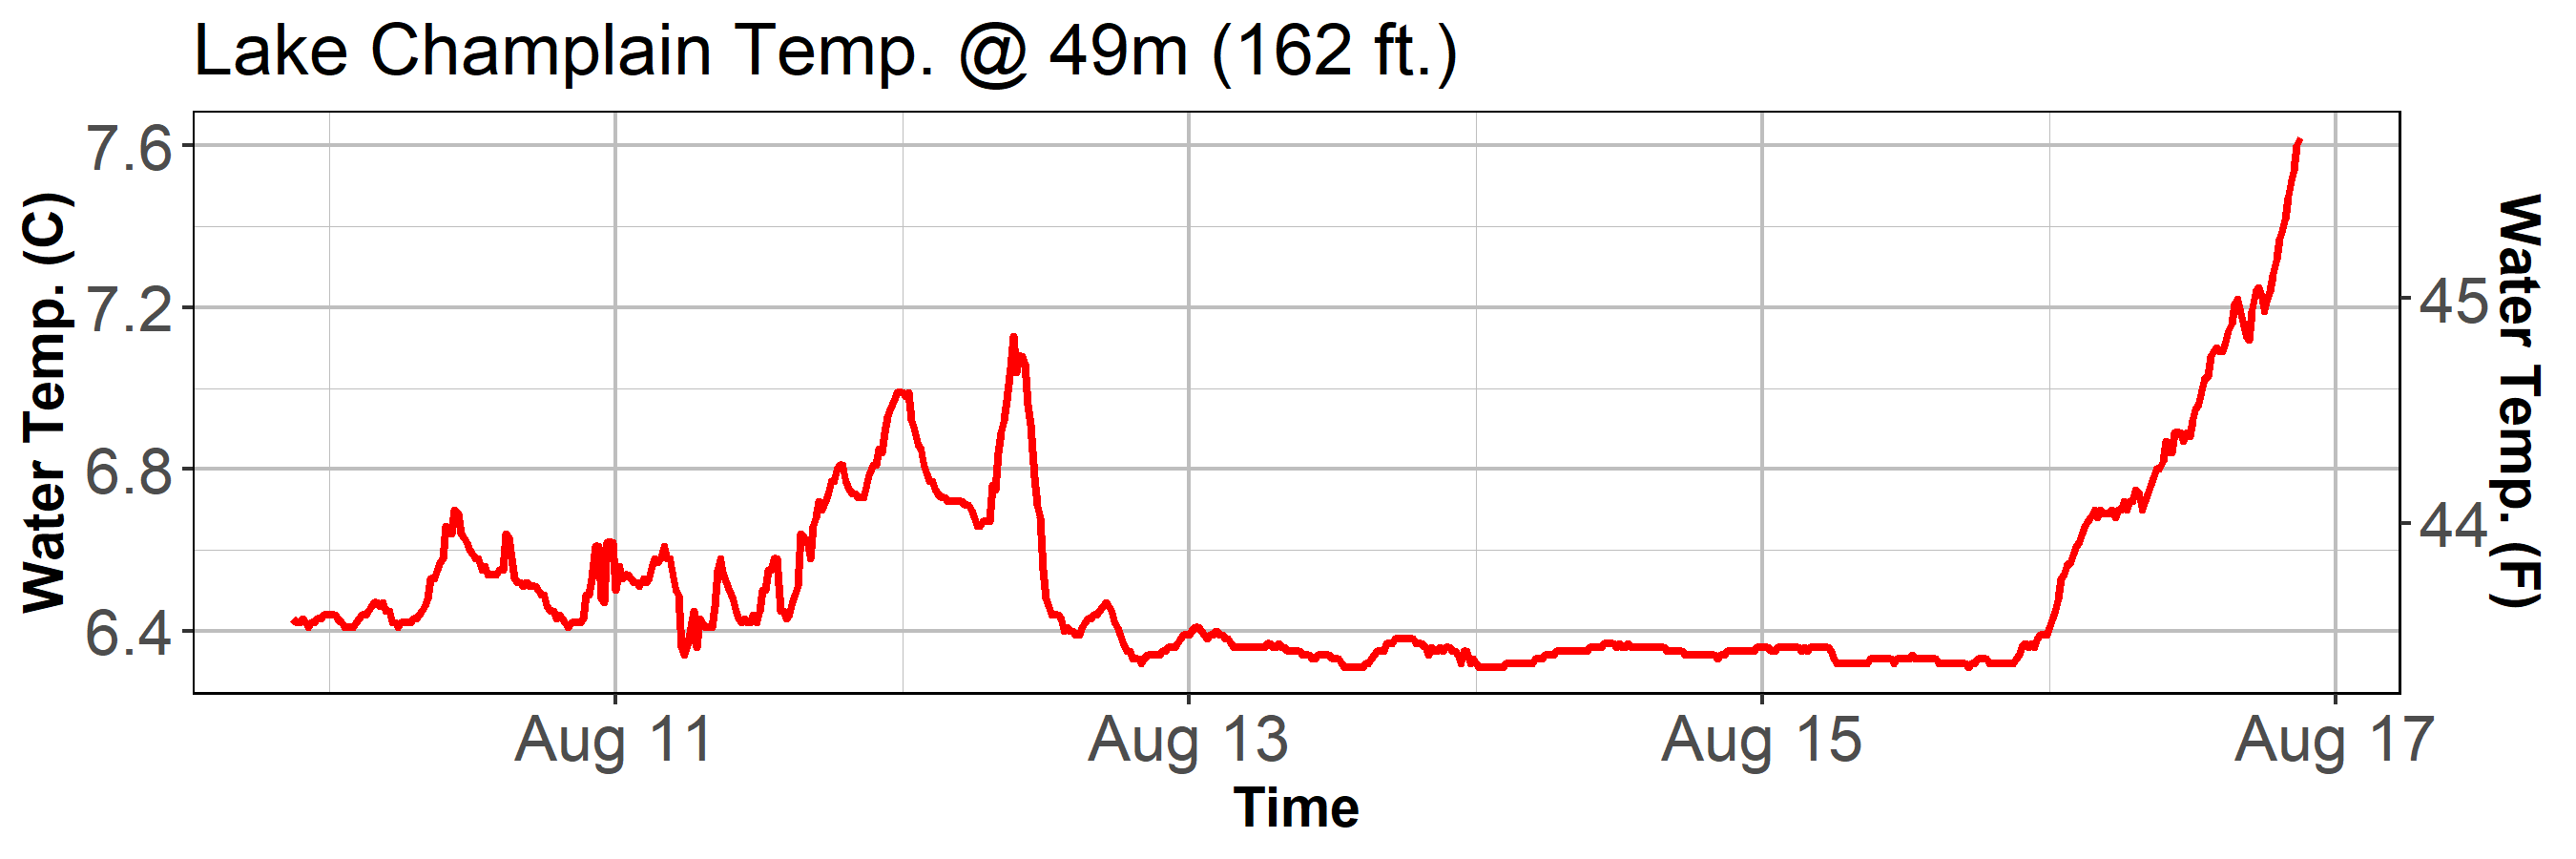 Lake Champlain Temp. @ 49m (162 ft.)
Water Temp. (C)
7.6
7.2
6.8
6.4
45
44
Water Temp. (F)
Aug 11 Aug 13 Aug 15 Aug 17
Time